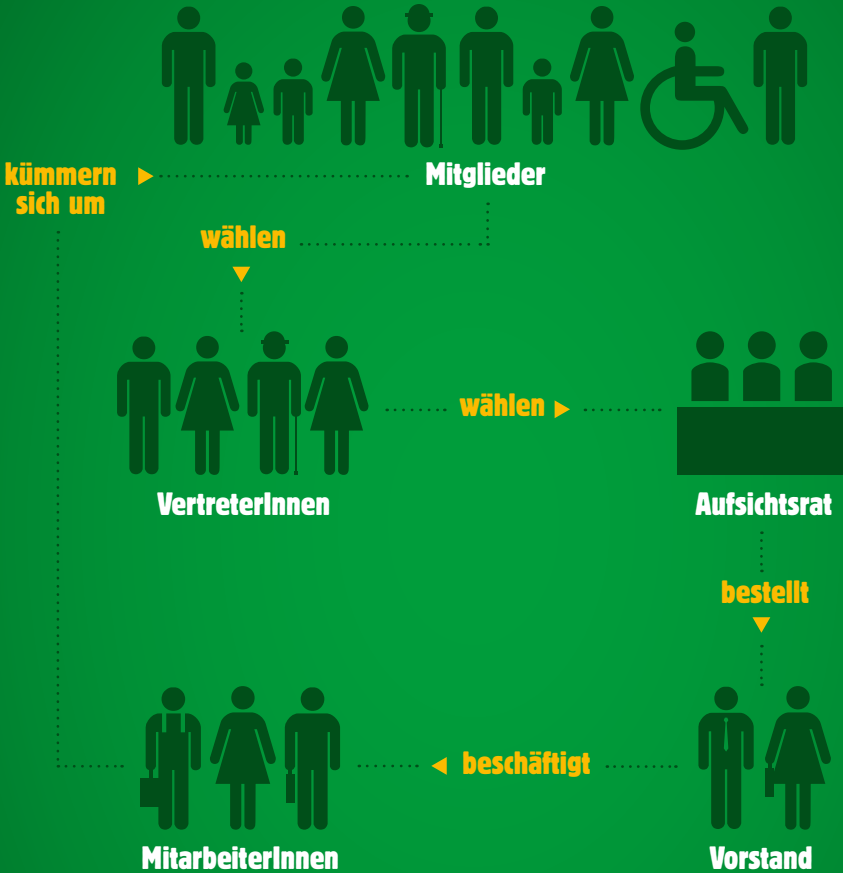 kümmern
sich um
Mitglieder
wählen
wählen
VertreterInnen
Aufsichtsrat
bestellt
beschäftigt
MitarbeiterInnen
Vorstand